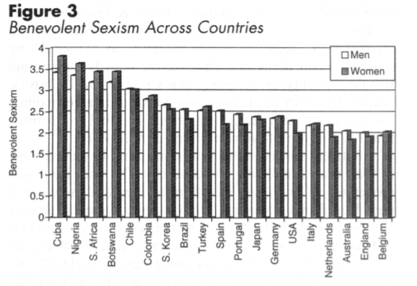 Figure 3
Benevolent Sexism Across Countries
4
3.5
3
2.5
2
1.5
1
0.5
0
Benevolent Sexism
Men
Women
Cuba
Nigeria
S. Africa
Botswana
Chile
Colombia
S. Korea
Brazil
Turkey
Spain
Portugal
Japan
Germany
USA
Italy
Netherlands
Australia
England
Belgium